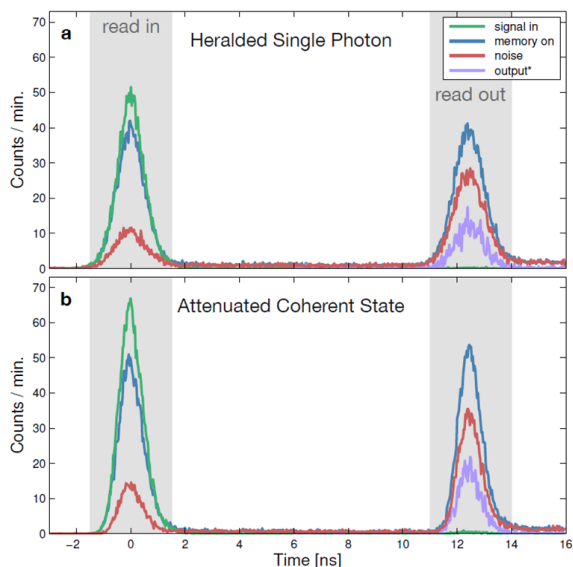 a
read in
Heralded Single Photon
signal in
memory on
noise
output*
read out
Counts / min.
70
60
50
40
30
20
10
0
b
Attenuated Coherent State
Counts / min.
70
60
50
40
30
20
10
0
-2 0 2 4 6 8 10 12 14 16
Time [ns]